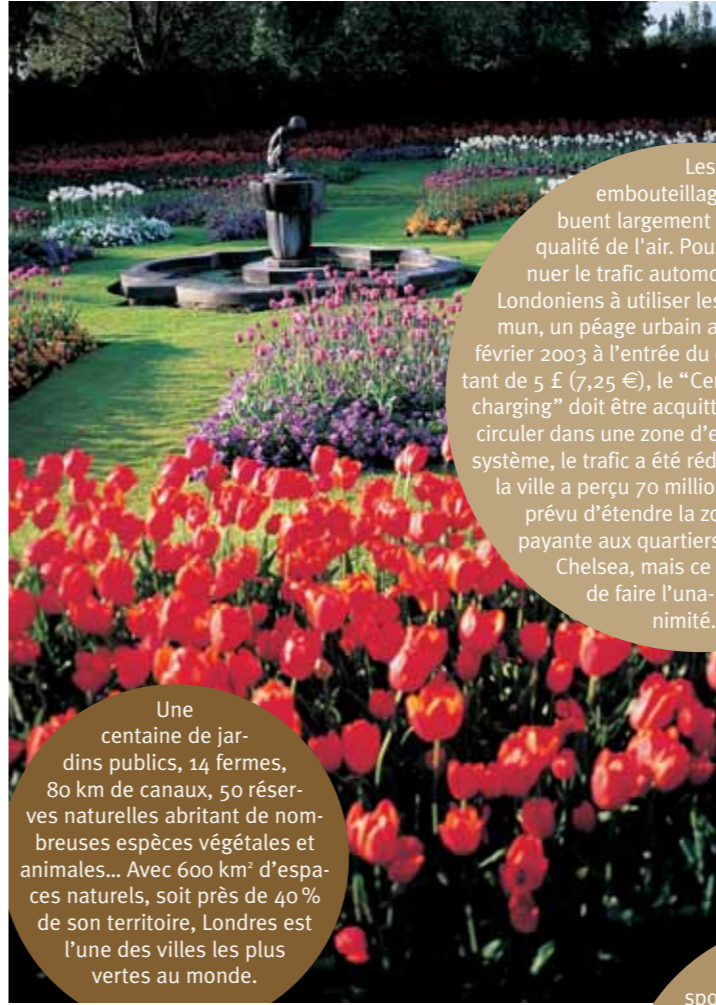 Les
embouteillag
buent largement
qualité de l'air. Pou
nuer le trafic automo
Londoniens à utiliser les
mun, un péage urbain a
février 2003 à l’entrée du
tant de 5 £ (7,25 €), le “Cen
charging” doit être acquitt
circuler dans une zone d’e
système, le trafic a été réd
la ville a perçu 70 millio
prévu d’étendre la zo
payante aux quartiers
Chelsea, mais ce
de faire l’una-
nimité.
Une
centaine de jar-
dins publics, 14 fermes,
80 km de canaux, 50 réser-
ves naturelles abritant de nom-
breuses espèces végétales et
animales... Avec 600 km² d’espa-
ces naturels, soit près de 40 %
de son territoire, Londres est
l’une des villes les plus
vertes au monde.
spo